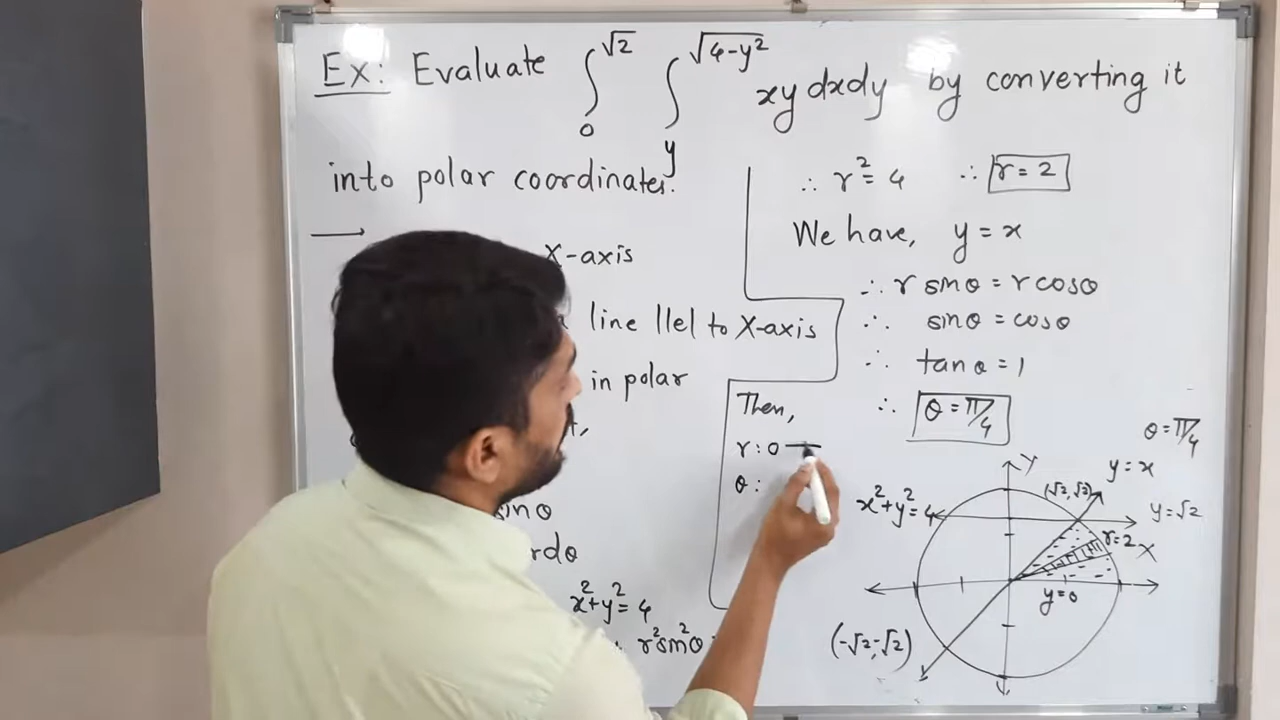 Ex: Evaluate ∫₀^√2 ∫_y^√(4-y²) xy dxdy by converting it
into polar coordinates.
X-axis
line llel to X-axis
in polar
rdθ
x²+y²=4
r²sin²θ
∴ r²=4 ∴ r=2
We have, y=x
∴ r sinθ = r cosθ
∴ sinθ = cosθ
∴ tanθ = 1
∴ θ=π/4
Then,
r: 0
θ:
θ=π/4
Y
y=x
(√2,√2)
x²+y²=4
y=√2
r=2
X
y=0
(-√2,-√2)